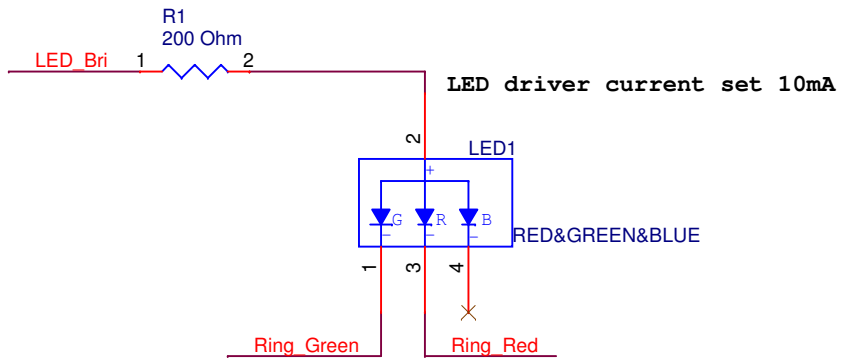 R1
200 Ohm
LED_Bri
1
2
LED driver current set 10mA
2
LED1
+
G
R
B
-
-
-
RED&GREEN&BLUE
1
3
4
Ring_Green
Ring_Red